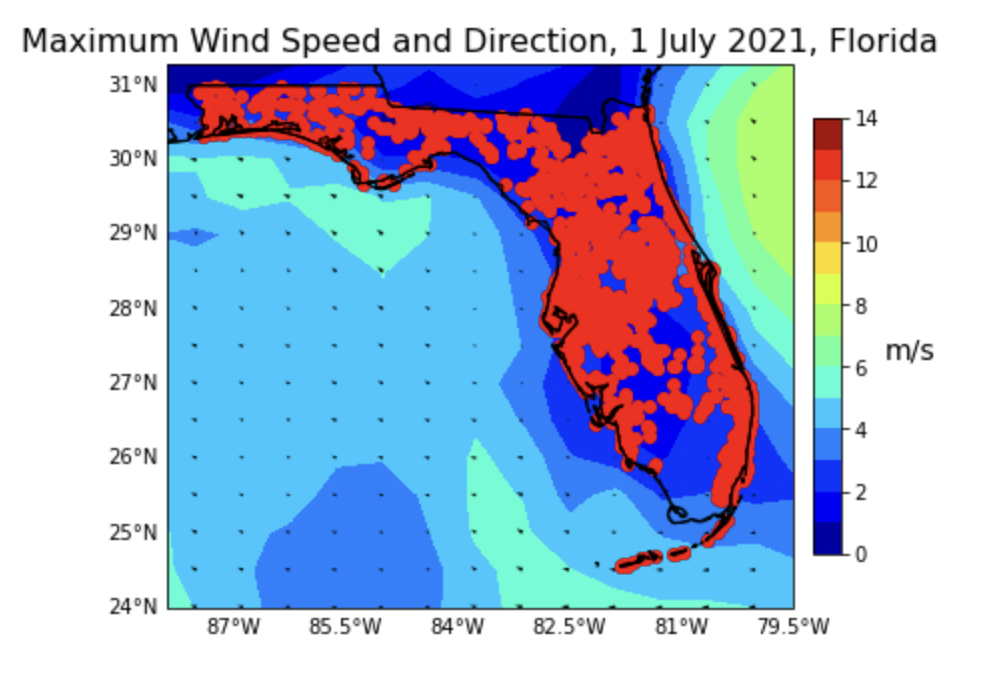 Maximum Wind Speed and Direction, 1 July 2021, Florida
31°N
30°N
29°N
28°N
27°N
26°N
25°N
24°N
87°W 85.5°W 84°W 82.5°W 81°W 79.5°W
14
12
10
8
6
4
2
0
m/s